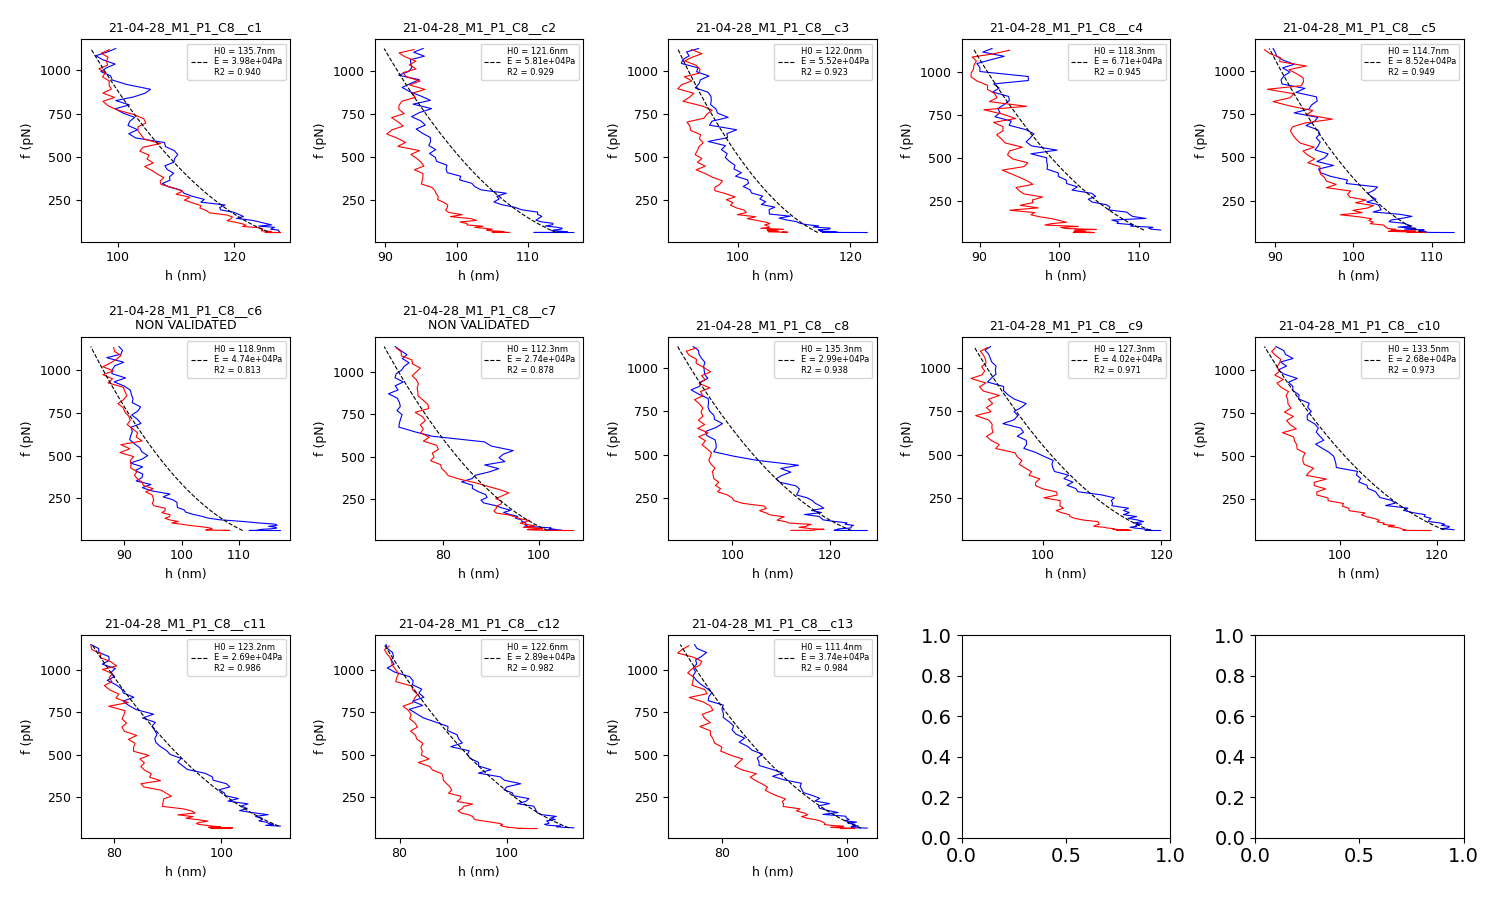 21-04-28_M1_P1_C8__c1
H0 = 135.7nm
E = 3.98e+04Pa
R2 = 0.940
1000
750
500
250
f (pN)
100 120
h (nm)
21-04-28_M1_P1_C8__c2
H0 = 121.6nm
E = 5.81e+04Pa
R2 = 0.929
1000
750
500
250
f (pN)
90 100 110
h (nm)
21-04-28_M1_P1_C8__c3
H0 = 122.0nm
E = 5.52e+04Pa
R2 = 0.923
1000
750
500
250
f (pN)
100 120
h (nm)
21-04-28_M1_P1_C8__c4
H0 = 118.3nm
E = 6.71e+04Pa
R2 = 0.945
1000
750
500
250
f (pN)
90 100 110
h (nm)
21-04-28_M1_P1_C8__c5
H0 = 114.7nm
E = 8.52e+04Pa
R2 = 0.949
1000
750
500
250
f (pN)
90 100 110
h (nm)
21-04-28_M1_P1_C8__c6
NON VALIDATED
H0 = 118.9nm
E = 4.74e+04Pa
R2 = 0.813
1000
750
500
250
f (pN)
90 100 110
h (nm)
21-04-28_M1_P1_C8__c7
NON VALIDATED
H0 = 112.3nm
E = 2.74e+04Pa
R2 = 0.878
1000
750
500
250
f (pN)
80 100
h (nm)
21-04-28_M1_P1_C8__c8
H0 = 135.3nm
E = 2.99e+04Pa
R2 = 0.938
1000
750
500
250
f (pN)
100 120
h (nm)
21-04-28_M1_P1_C8__c9
H0 = 127.3nm
E = 4.02e+04Pa
R2 = 0.971
1000
750
500
250
f (pN)
100 120
h (nm)
21-04-28_M1_P1_C8__c10
H0 = 133.5nm
E = 2.68e+04Pa
R2 = 0.973
1000
750
500
250
f (pN)
100 120
h (nm)
21-04-28_M1_P1_C8__c11
H0 = 123.2nm
E = 2.69e+04Pa
R2 = 0.986
1000
750
500
250
f (pN)
80 100
h (nm)
21-04-28_M1_P1_C8__c12
H0 = 122.6nm
E = 2.89e+04Pa
R2 = 0.982
1000
750
500
250
f (pN)
80 100
h (nm)
21-04-28_M1_P1_C8__c13
H0 = 111.4nm
E = 3.74e+04Pa
R2 = 0.984
1000
750
500
250
f (pN)
80 100
h (nm)
1.0
0.8
0.6
0.4
0.2
0.0
0.0 0.5 1.0
1.0
0.8
0.6
0.4
0.2
0.0
0.0 0.5 1.0